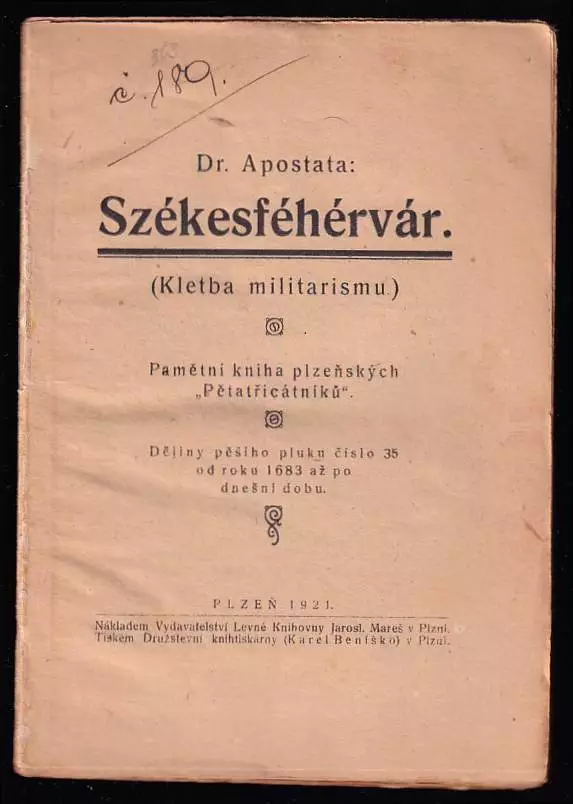 č. 189.
Dr. Apostata:
Székesféhérvár.
(Kletba militarismu.)
Pamětní kniha plzeňských
„Pětatřicátníků“.
Dějiny pěšího pluku číslo 35
od roku 1683 až po
dnešní dobu.
PLZEŇ 1921.
Nákladem Vydavatelství Levné Knihovny Jarosl. Mareš v Plzni.
Tiskem Družstevní knihtiskárny (Karel Beníško) v Plzni.